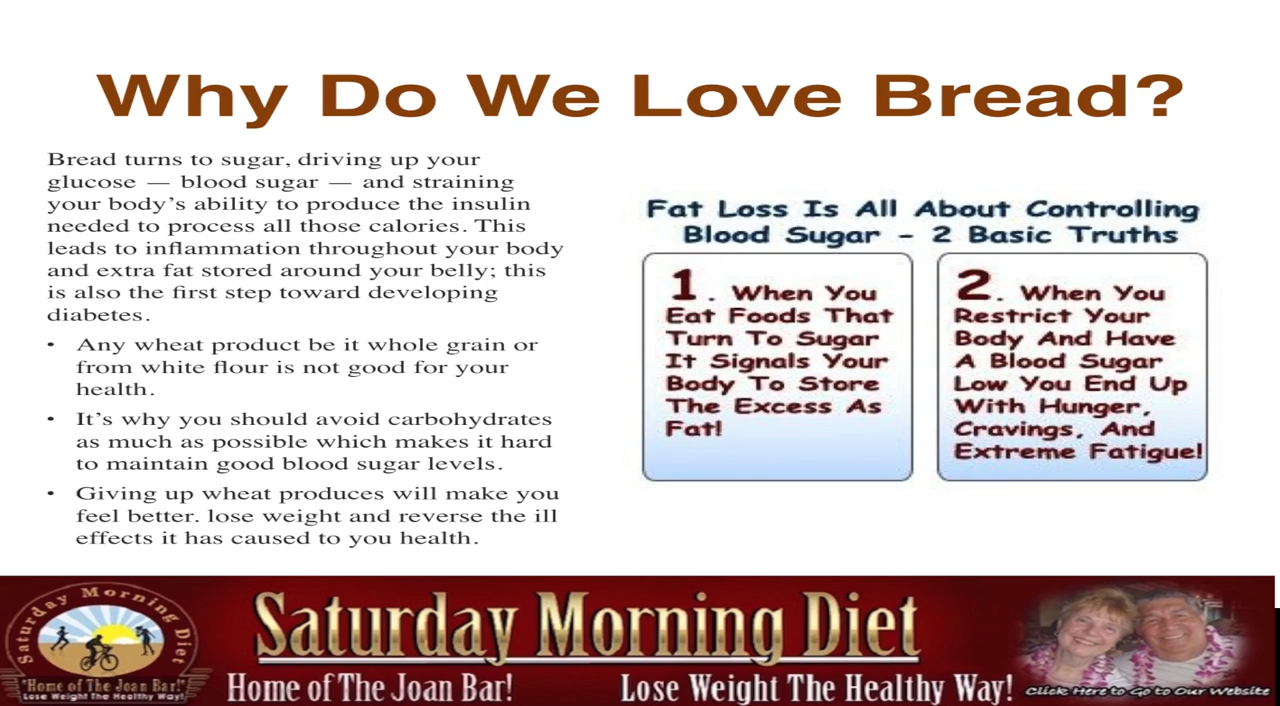 Why Do We Love Bread?
Bread turns to sugar, driving up your
glucose — blood sugar — and straining
your body’s ability to produce the insulin
needed to process all those calories. This
leads to inflammation throughout your body
and extra fat stored around your belly; this
is also the first step toward developing
diabetes.
• Any wheat product be it whole grain or
from white flour is not good for your
health.
• It’s why you should avoid carbohydrates
as much as possible which makes it hard
to maintain good blood sugar levels.
• Giving up wheat produces will make you
feel better. lose weight and reverse the ill
effects it has caused to you health.
Fat Loss Is All About Controlling
Blood Sugar - 2 Basic Truths
1. When You
Eat Foods That
Turn To Sugar
It Signals Your
Body To Store
The Excess As
Fat!
2. When You
Restrict Your
Body And Have
A Blood Sugar
Low You End Up
With Hunger,
Cravings, And
Extreme Fatigue!
Saturday Morning Diet
"Home of The Joan Bar!"
Lose Weight The Healthy Way!
Saturday Morning Diet
Home of The Joan Bar!
Lose Weight The Healthy Way!
Click Here to Go to Our Website